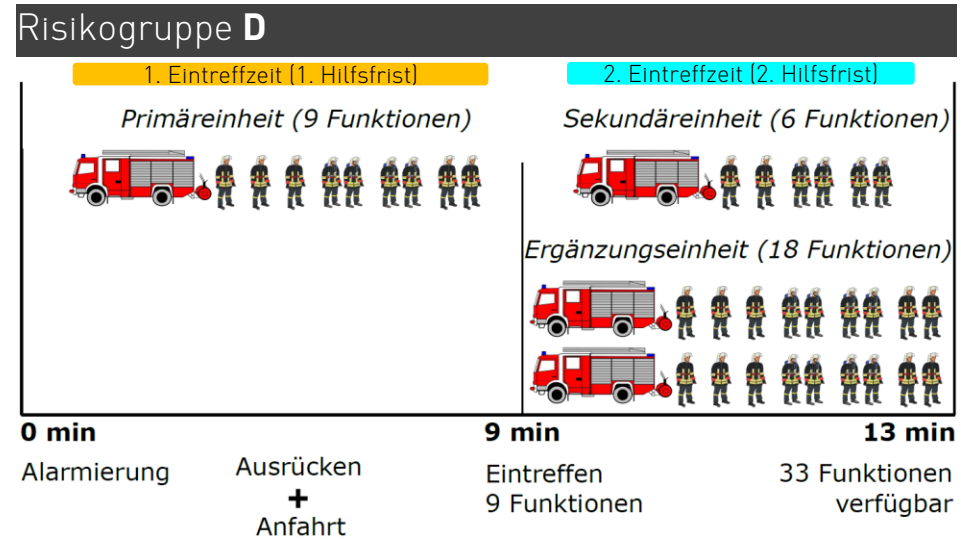 Risikogruppe D
1. Eintreffzeit (1. Hilfsfrist)
2. Eintreffzeit (2. Hilfsfrist)
Primäreinheit (9 Funktionen)
Sekundäreinheit (6 Funktionen)
Ergänzungseinheit (18 Funktionen)
0 min
9 min
13 min
Alarmierung
Ausrücken
+
Anfahrt
Eintreffen
9 Funktionen
33 Funktionen
verfügbar